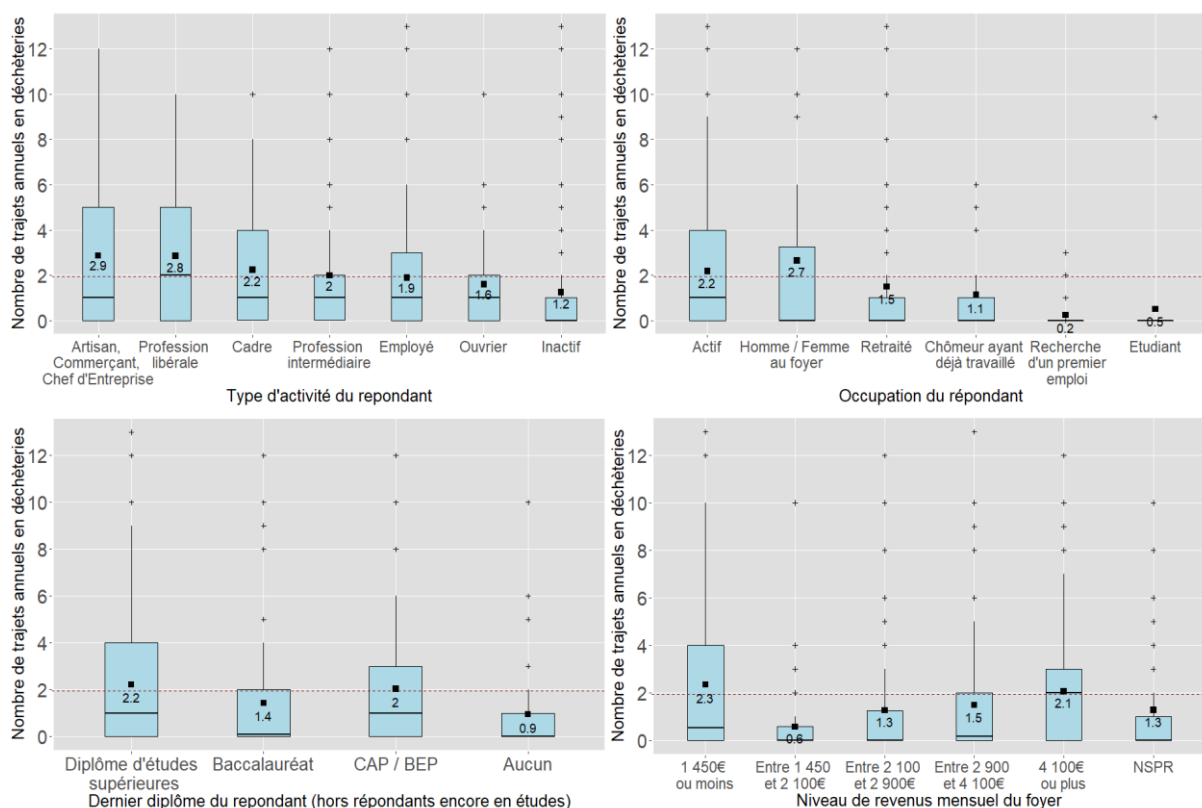 Nombre de trajets annuels en déchèteries
12
10
8
6
4
2
0
2.9
2.8
2.2
2
1.9
1.6
1.2
Artisan,
Commerçant,
Chef d'Entreprise
Profession
libérale
Cadre
Profession
intermédiaire
Employé
Ouvrier
Inactif
Type d'activité du repondant
Nombre de trajets annuels en déchèteries
12
10
8
6
4
2
0
2.2
2.7
1.5
1.1
0.2
0.5
Actif
Homme / Femme
au foyer
Retraité
Chômeur ayant
déjà travaillé
Recherche
d'un premier
emploi
Etudiant
Occupation du répondant
Nombre de trajets annuels en déchèteries
12
10
8
6
4
2
0
2.2
1.4
2
0.9
Diplôme d'études
supérieures
Baccalauréat
CAP / BEP
Aucun
Dernier diplôme du repondant (hors répondants encore en études)
Nombre de trajets annuels en déchèteries
12
10
8
6
4
2
0
2.3
0.6
1.3
1.5
2.1
1.3
1 450€
ou moins
Entre 1 450
et 2 100€
Entre 2 100
et 2 900€
Entre 2 900
et 4 100€
4 100€
ou plus
NSPR
Niveau de revenus mensuel du foyer